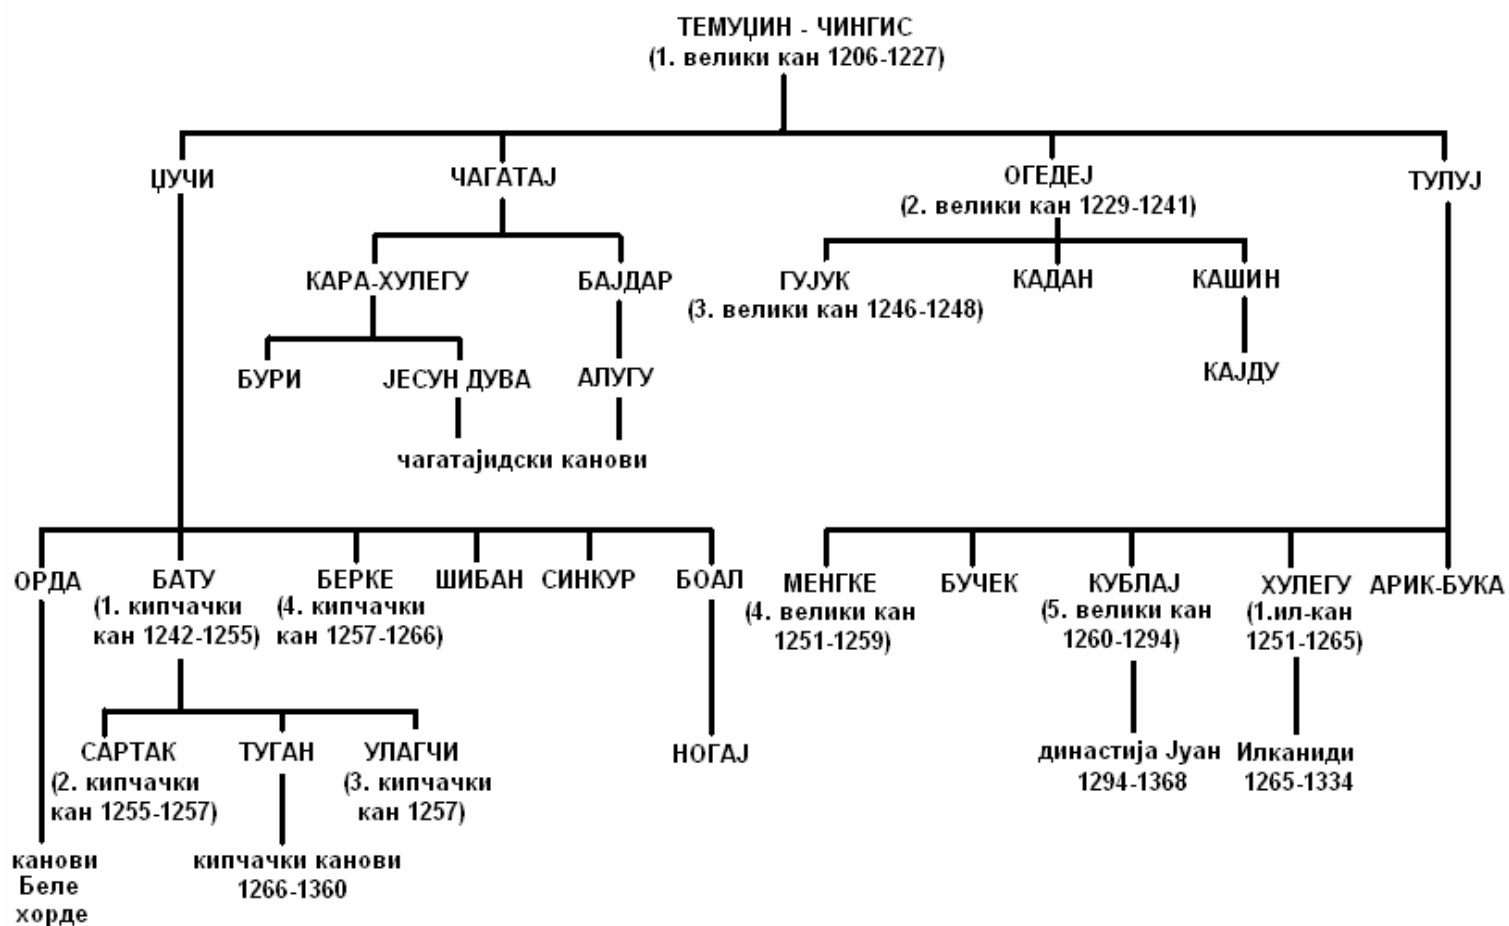 ТЕМУЏИН - ЧИНГИС
(1. велики кан 1206-1227)
ЏУЧИ
ЧАГАТАЈ
ОГЕДЕЈ
(2. велики кан 1229-1241)
ТУЛУЈ
КАРА-ХУЛЕГУ
БАЈДАР
ГУЈУК
(3. велики кан 1246-1248)
КАДАН
КАШИН
БУРИ
ЈЕСУН ДУВА
АЛУГУ
КАЈДУ
чагатајидски канови
ОРДА
БАТУ
(1. кипчачки
кан 1242-1255)
БЕРКЕ
(4. кипчачки
кан 1257-1266)
ШИБАН
СИНКУР
БОАЛ
МЕНГКЕ
(4. велики кан
1251-1259)
БУЧЕК
КУБЛАЈ
(5. велики кан
1260-1294)
ХУЛЕГУ
(1.ил-кан
1251-1265)
АРИК-БУКА
САРТАК
(2. кипчачки
кан 1255-1257)
ТУГАН
УЛАГЧИ
(3. кипчачки
кан 1257)
НОГАЈ
династија Јуан
1294-1368
Илканиди
1265-1334
канови
Беле
хорде
кипчачки канови
1266-1360